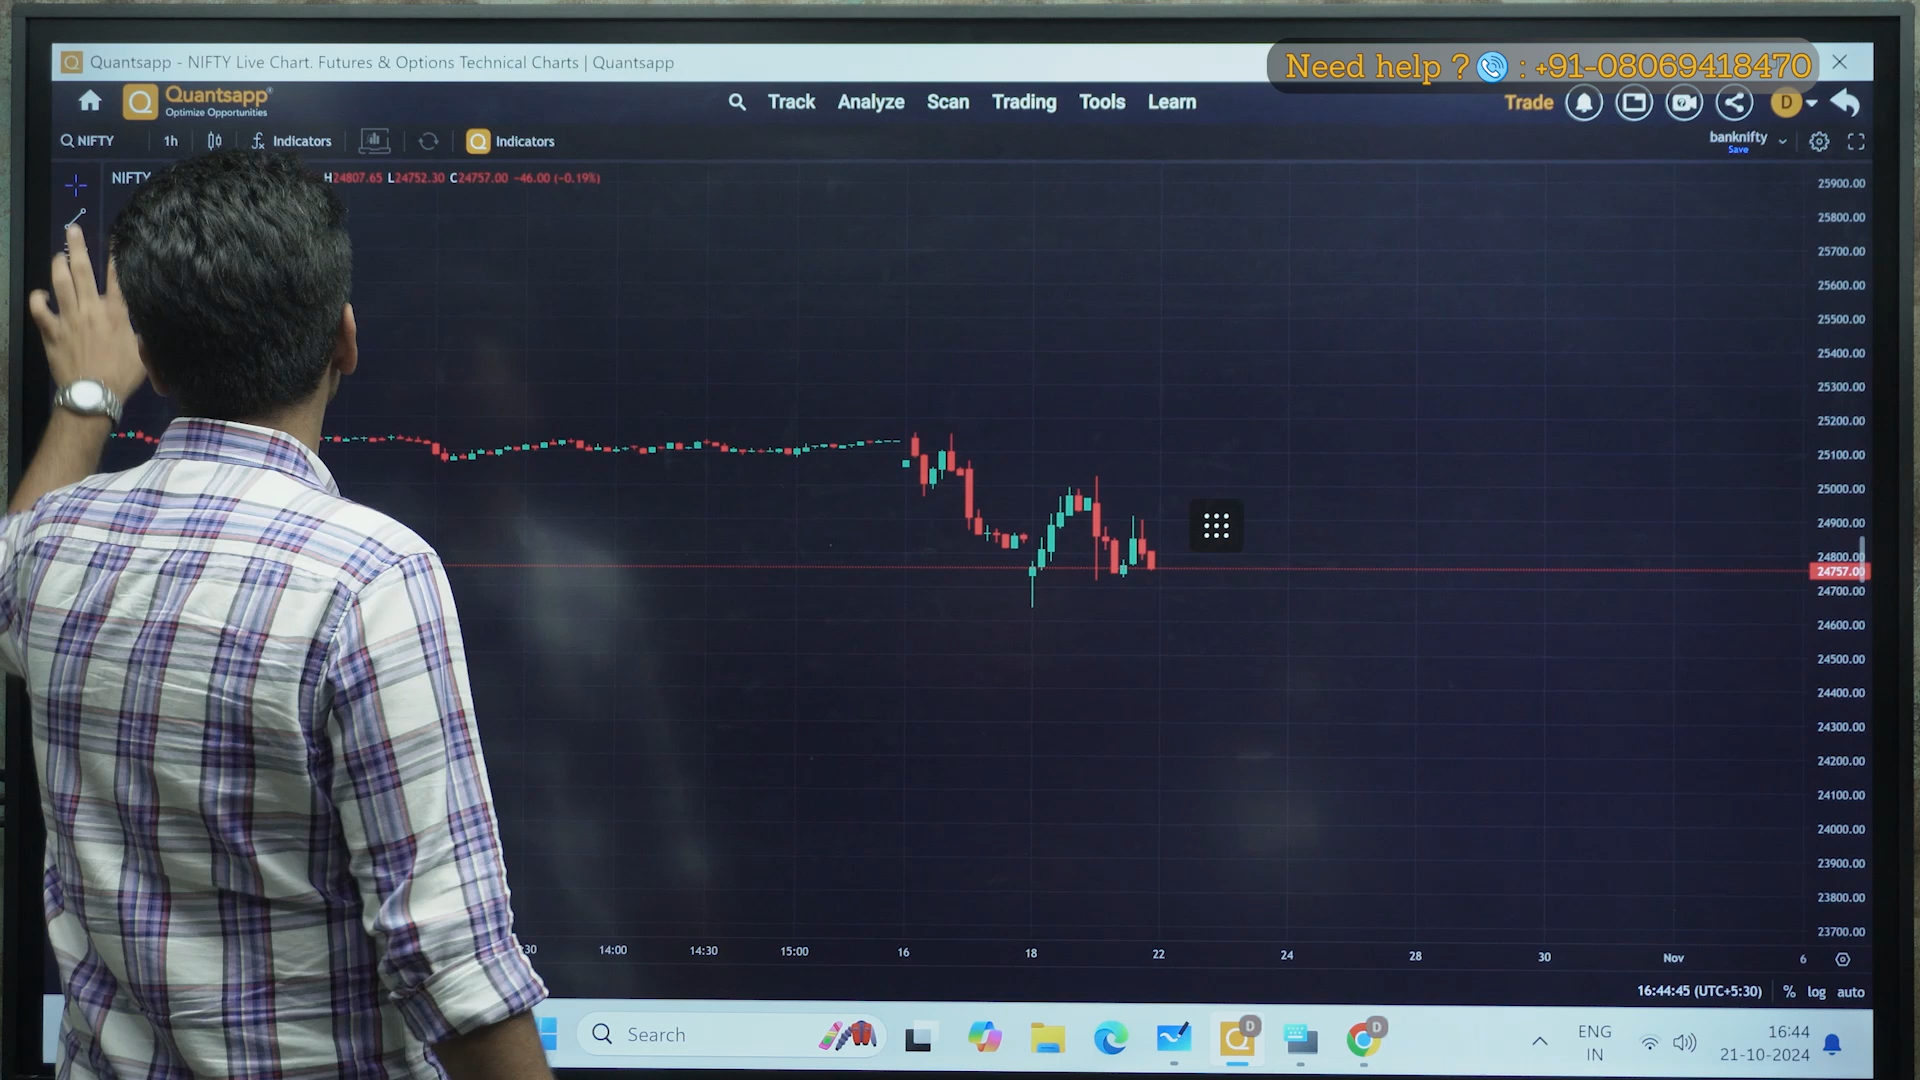 Quantsapp - NIFTY Live Chart. Futures & Options Technical Charts | Quantsapp
Need help ? : +91-08069418470
Quantsapp
Optimize Opportunities
Track Analyze Scan Trading Tools Learn
Trade
D
NIFTY 1h Indicators Indicators
banknifty
Save
NIFTY H24807.65 L24752.30 C24757.00 -46.00 (-0.19%)
25900.00
25800.00
25700.00
25600.00
25500.00
25400.00
25300.00
25200.00
25100.00
25000.00
24900.00
24800.00
24757.00
24700.00
24600.00
24500.00
24400.00
24300.00
24200.00
24100.00
24000.00
23900.00
23800.00
23700.00
:30 14:00 14:30 15:00 16 18 22 24 28 30 Nov 6
16:44:45 (UTC+5:30) % log auto
Search
D
D
ENG
IN
16:44
21-10-2024